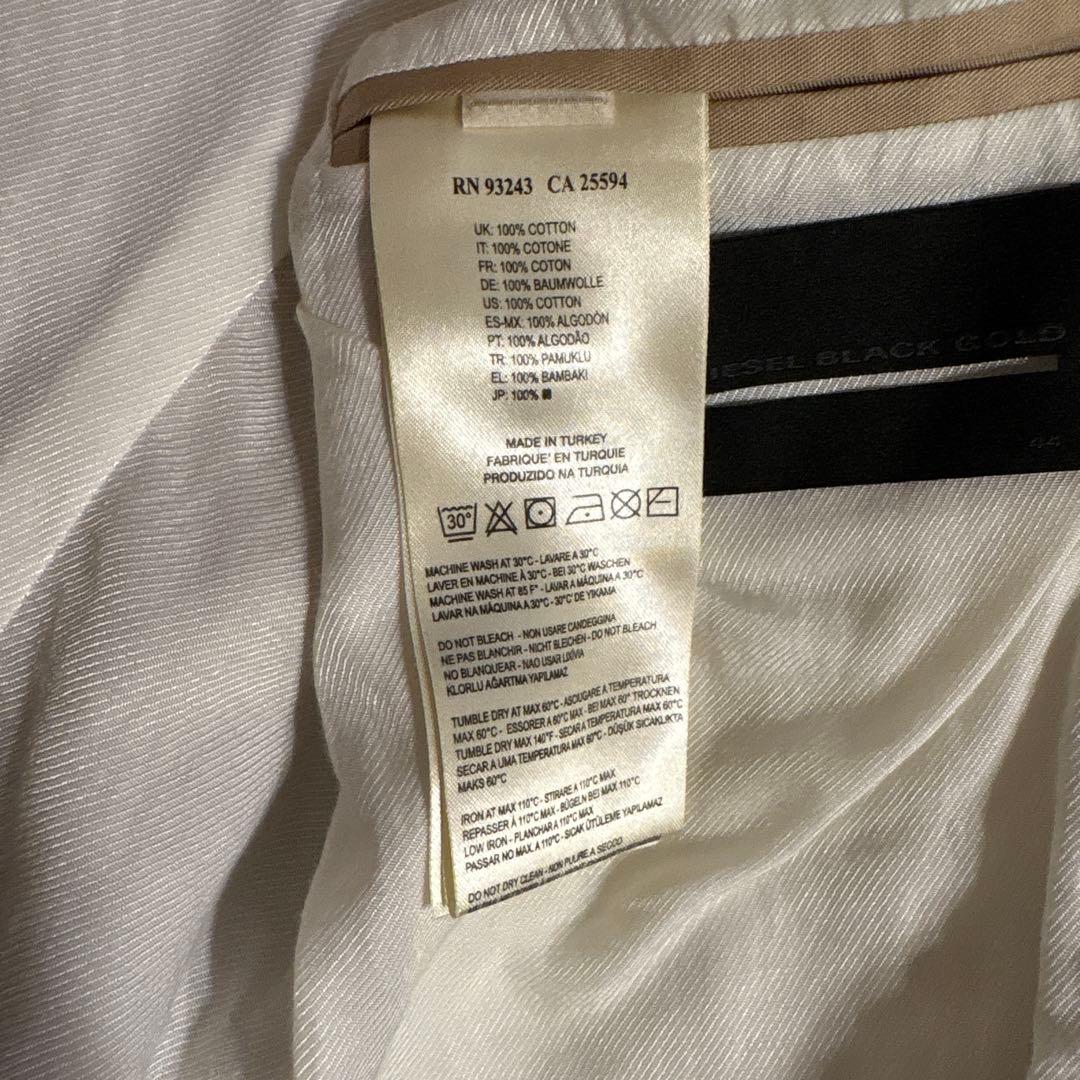 RN 93243 CA 25594
UK: 100% COTTON
IT: 100% COTONE
FR: 100% COTON
DE: 100% BAUMWOLLE
US: 100% COTTON
ES-MX: 100% ALGODÓN
PT: 100% ALGODÃO
TR: 100% PAMUKLU
EL: 100% BAMBAKI
JP: 100%
MADE IN TURKEY
FABRIQUE' EN TURQUIE
PRODUZIDO NA TURQUIA
30°
MACHINE WASH AT 30°C - LAVARE A 30°C
LAVER EN MACHINE À 30°C - BEI 30°C WASCHEN
MACHINE WASH AT 85 F° - LAVAR A MÁQUINA A 30°C
LAVAR NA MÁQUINA A 30°C - 30°C' DE YIKAMA
DO NOT BLEACH - NON USARE CANDEGGINA
NE PAS BLANCHIR - NICHT BLEICHEN - DO NOT BLEACH
NO BLANQUEAR - NÃO USAR LIXÍVIA
KLORLU AĞARTMA YAPILAMAZ
TUMBLE DRY AT MAX 60°C - ASCIUGARE A TEMPERATURA
MAX 60°C - ESSORER A 60°C MAX - BEI MAX 60° TROCKNEN
TUMBLE DRY MAX 140°F - SECAR A TEMPERATURA MAX 60°C
SECAR A UMA TEMPERATURA MAX 60°C - DÜŞÜK SICAKLIKTA
MAKS 60°C
IRON AT MAX 110°C - STIRARE A 110°C MAX
REPASSER À 110°C MAX - BÜGELN BEI MAX 110°C
LOW IRON - PLANCHAR A 110°C MAX
PASSAR NO MAX. A 110°C - SICAK ÜTÜLEME YAPILAMAZ
DO NOT DRY CLEAN - NON PULIRE A SECCO
DIESEL BLACK GOLD
44